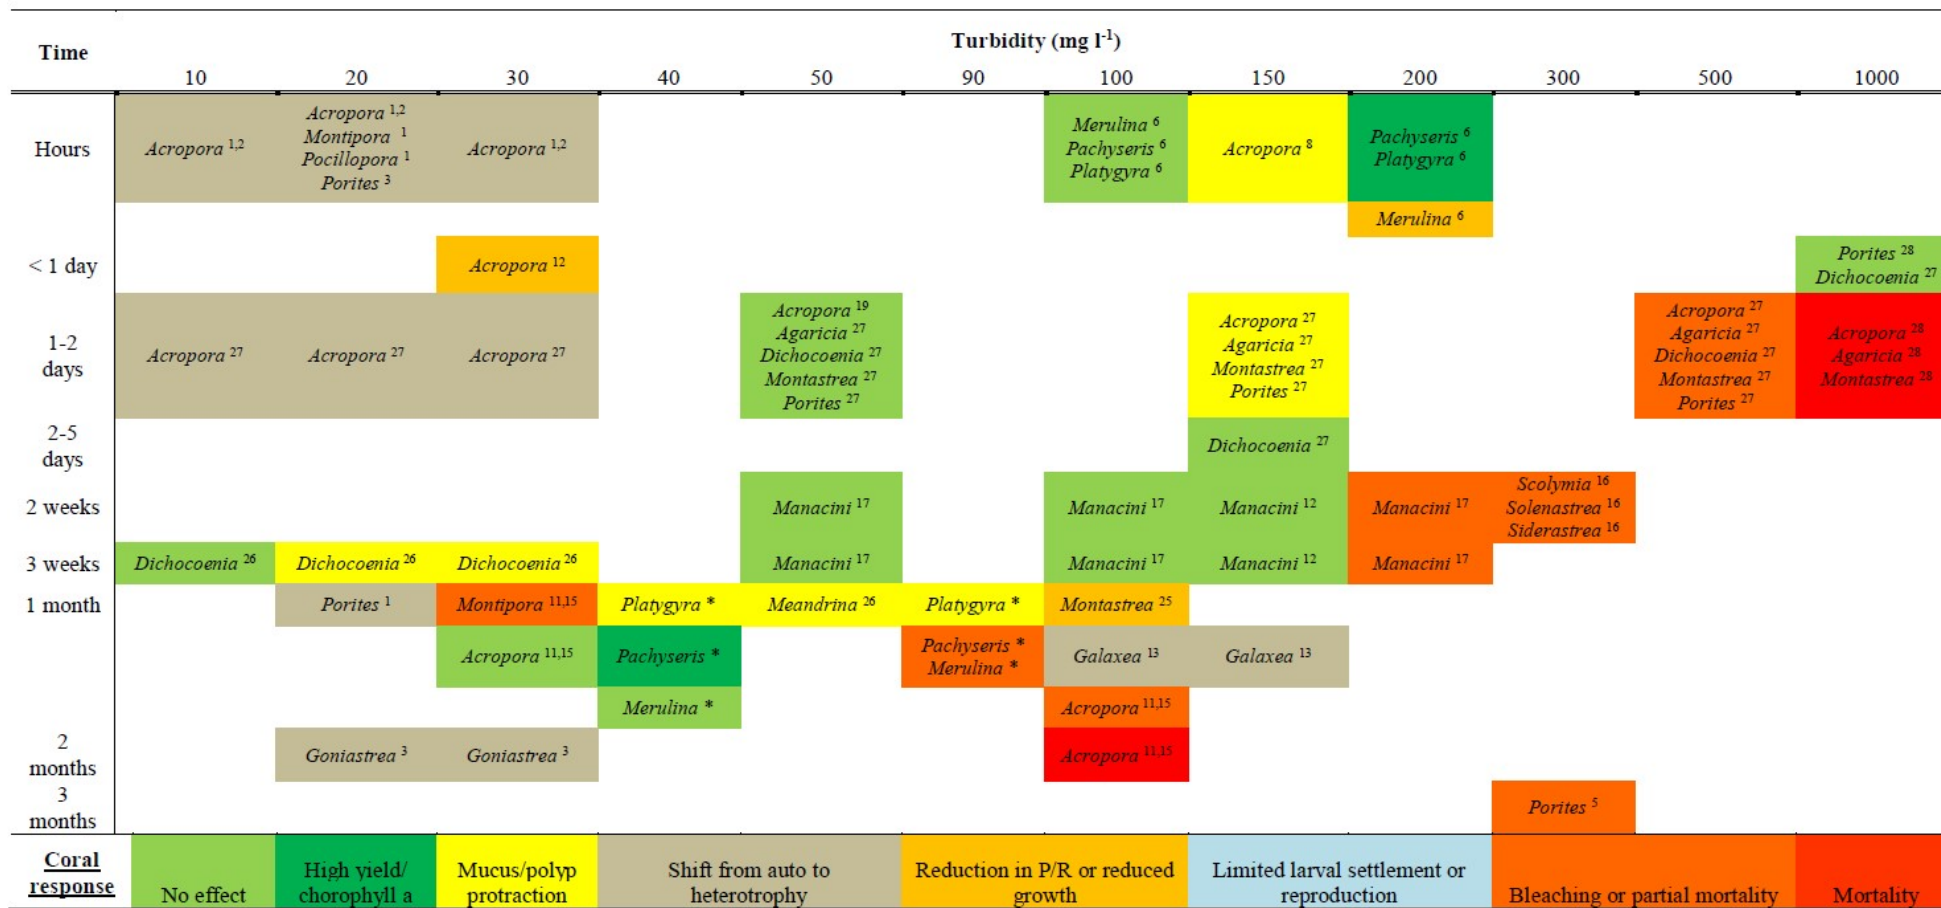 Turbidity (mg l-1)
Time
10 20 30 40 50 90 100 150 200 300 500 1000
Hours
Acropora 1,2
Acropora 1,2
Montipora 1
Pocillopora 1
Porites 3
Acropora 1,2
Merulina 6
Pachyseris 6
Platygyra 6
Acropora 8
Pachyseris 6
Platygyra 6
Merulina 6
< 1 day
Acropora 12
Porites 28
Dichocoenia 27
1-2
days
Acropora 27
Acropora 27
Acropora 27
Acropora 19
Agaricia 27
Dichocoenia 27
Montastrea 27
Porites 27
Acropora 27
Agaricia 27
Montastrea 27
Porites 27
Acropora 27
Agaricia 27
Dichocoenia 27
Montastrea 27
Porites 27
Acropora 28
Agaricia 28
Montastrea 28
2-5
days
Dichocoenia 27
2 weeks
Manacini 17
Manacini 17
Manacini 12
Manacini 17
Scolymia 16
Solenastrea 16
Siderastrea 16
3 weeks
Dichocoenia 26
Dichocoenia 26
Dichocoenia 26
Manacini 17
Manacini 17
Manacini 12
Manacini 17
1 month
Porites 1
Montipora 11,15
Platygyra *
Meandrina 26
Platygyra *
Montastrea 25
Acropora 11,15
Pachyseris *
Pachyseris *
Merulina *
Galaxea 13
Galaxea 13
Merulina *
Acropora 11,15
2
months
Goniastrea 3
Goniastrea 3
Acropora 11,15
3
months
Porites 5
Coral
response
No effect
High yield/
chorophyll a
Mucus/polyp
protraction
Shift from auto to
heterotrophy
Reduction in P/R or reduced
growth
Limited larval settlement or
reproduction
Bleaching or partial mortality
Mortality